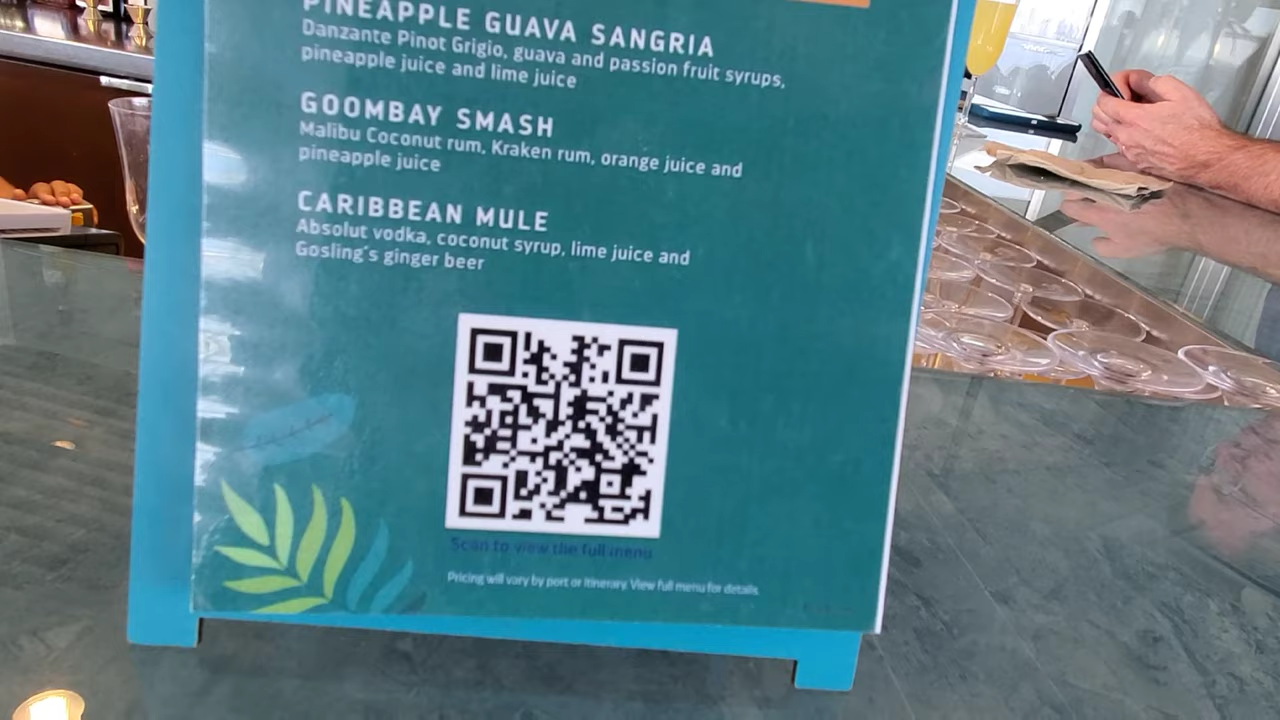 PINEAPPLE GUAVA SANGRIA
Danzante Pinot Grigio, guava and passion fruit syrups,
pineapple juice and lime juice
GOOMBAY SMASH
Malibu Coconut rum, Kraken rum, orange juice and
pineapple juice
CARIBBEAN MULE
Absolut vodka, coconut syrup, lime juice and
Gosling's ginger beer
Scan to view the full menu
Pricing will vary by port or itinerary. View full menu for details.